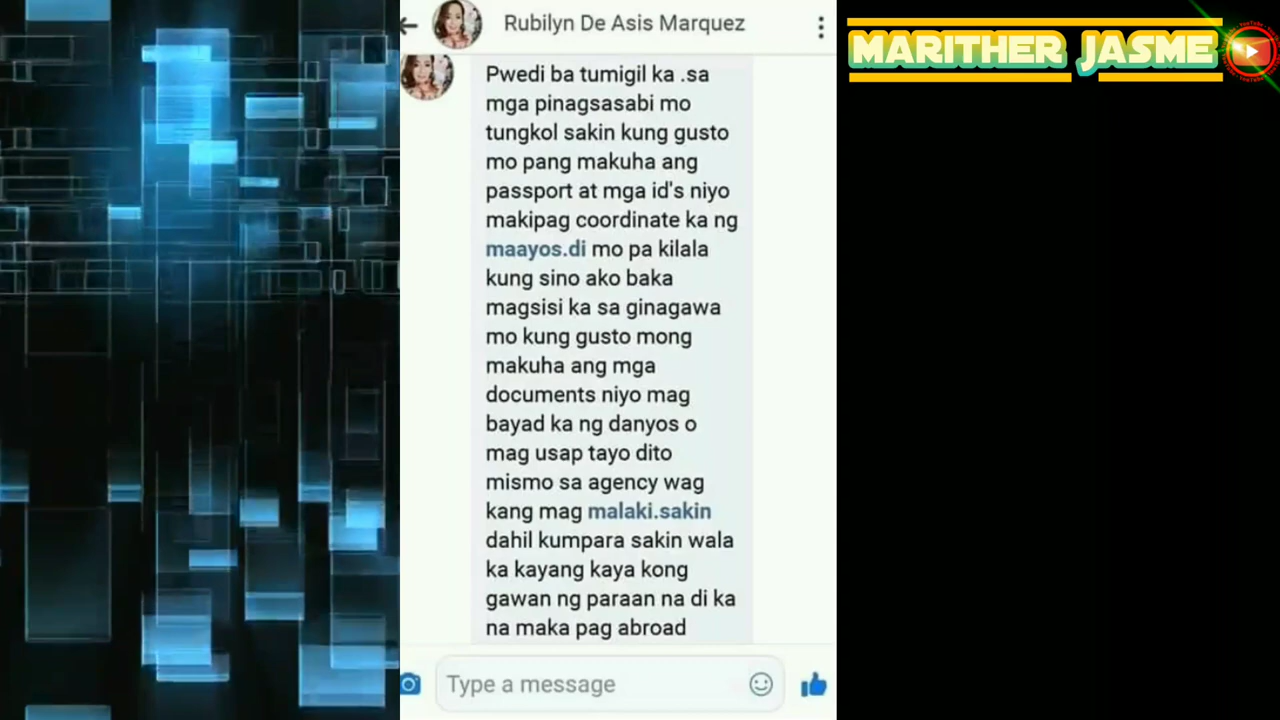 Rubilyn De Asis Marquez
MARITHER JASME
Pwedi ba tumigil ka .sa
mga pinagsasabi mo
tungkol sakin kung gusto
mo pang makuha ang
passport at mga id's niyo
makipag coordinate ka ng
maayos.di mo pa kilala
kung sino ako baka
magsisi ka sa ginagawa
mo kung gusto mong
makuha ang mga
documents niyo mag
bayad ka ng danyos o
mag usap tayo dito
mismo sa agency wag
kang mag malaki.sakin
dahil kumpara sakin wala
ka kayang kaya kong
gawan ng paraan na di ka
na maka pag abroad
Type a message